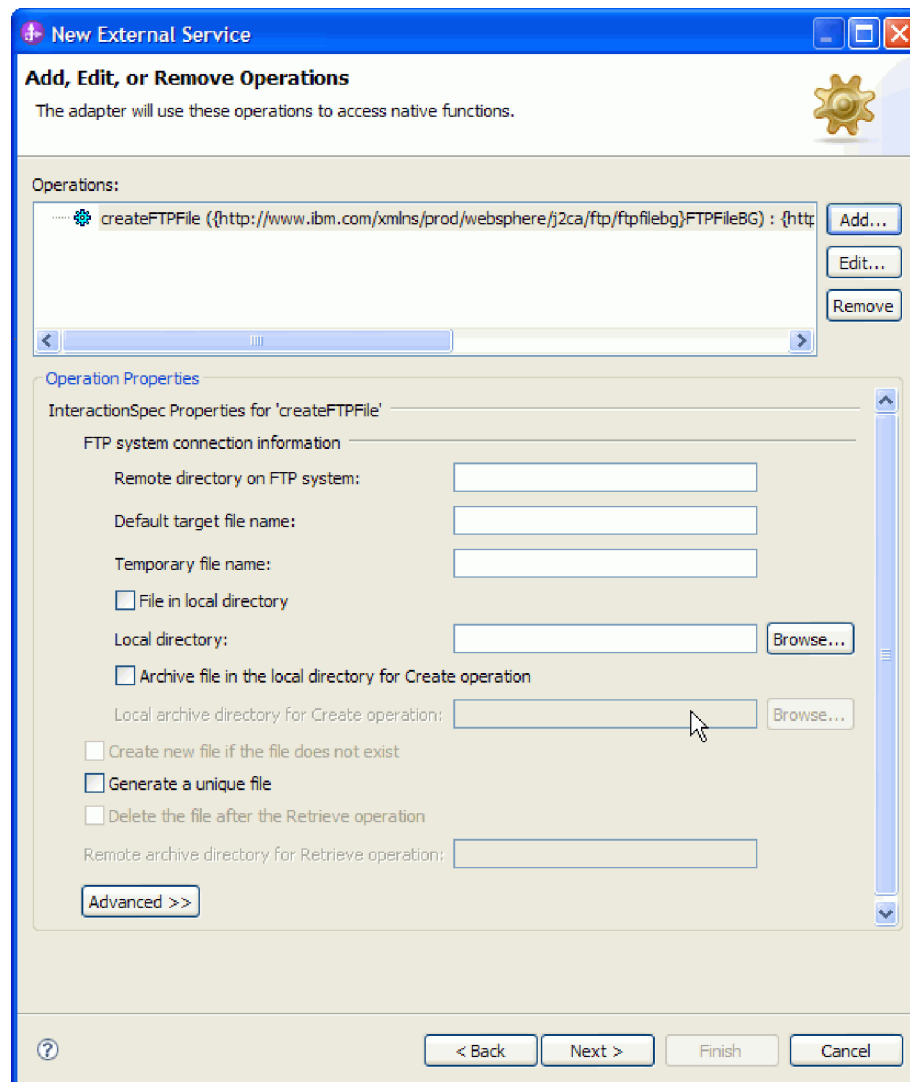 New External Service
Add, Edit, or Remove Operations
The adapter will use these operations to access native functions.
Operations:
createFTPFile ({http://www.ibm.com/xmlns/prod/websphere/j2ca/ftp/ftpfilebg}FTPFileBG) : {http
Add...
Edit...
Remove
Operation Properties
InteractionSpec Properties for 'createFTPFile'
FTP system connection information
Remote directory on FTP system:
Default target file name:
Temporary file name:
File in local directory
Local directory: Browse...
Archive file in the local directory for Create operation
Local archive directory for Create operation: Browse...
Create new file if the file does not exist
Generate a unique file
Delete the file after the Retrieve operation
Remote archive directory for Retrieve operation:
Advanced >>
? < Back Next > Finish Cancel